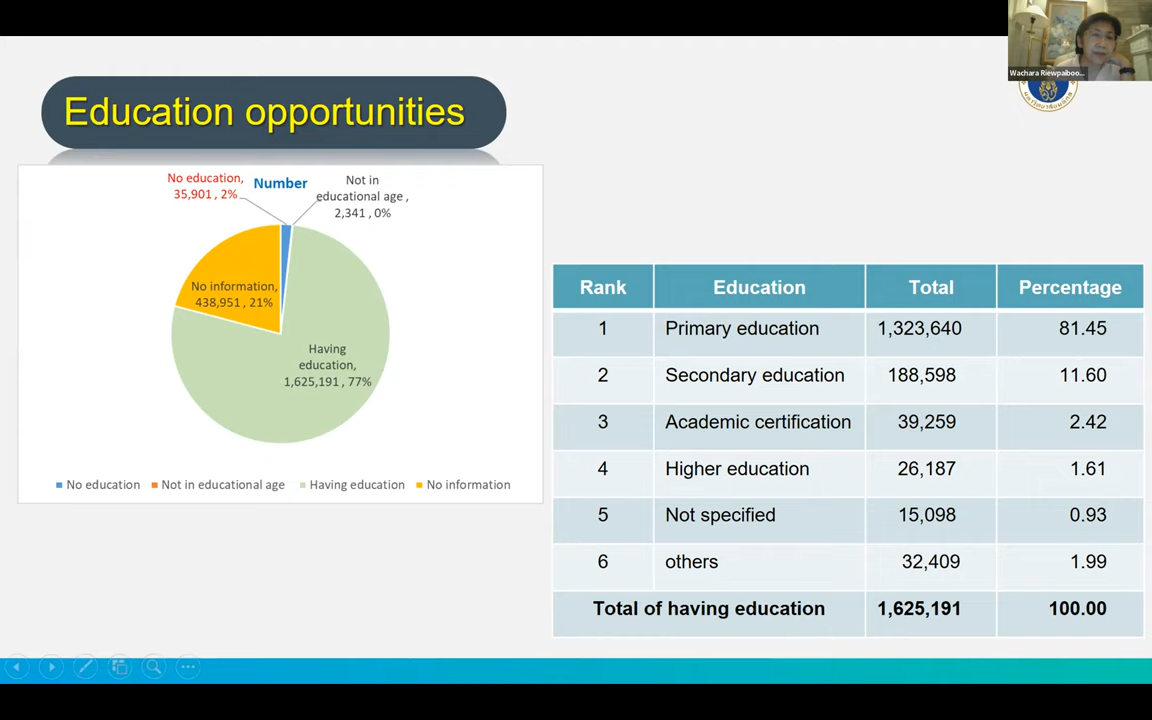 Wachara Riewpaiboo...
Education opportunities
Number
No education,
35,901 , 2%
Not in
educational age ,
2,341 , 0%
No information,
438,951 , 21%
Having
education,
1,625,191 , 77%
No education Not in educational age Having education No information
Rank Education Total Percentage
1 Primary education 1,323,640 81.45
2 Secondary education 188,598 11.60
3 Academic certification 39,259 2.42
4 Higher education 26,187 1.61
5 Not specified 15,098 0.93
6 others 32,409 1.99
Total of having education 1,625,191 100.00